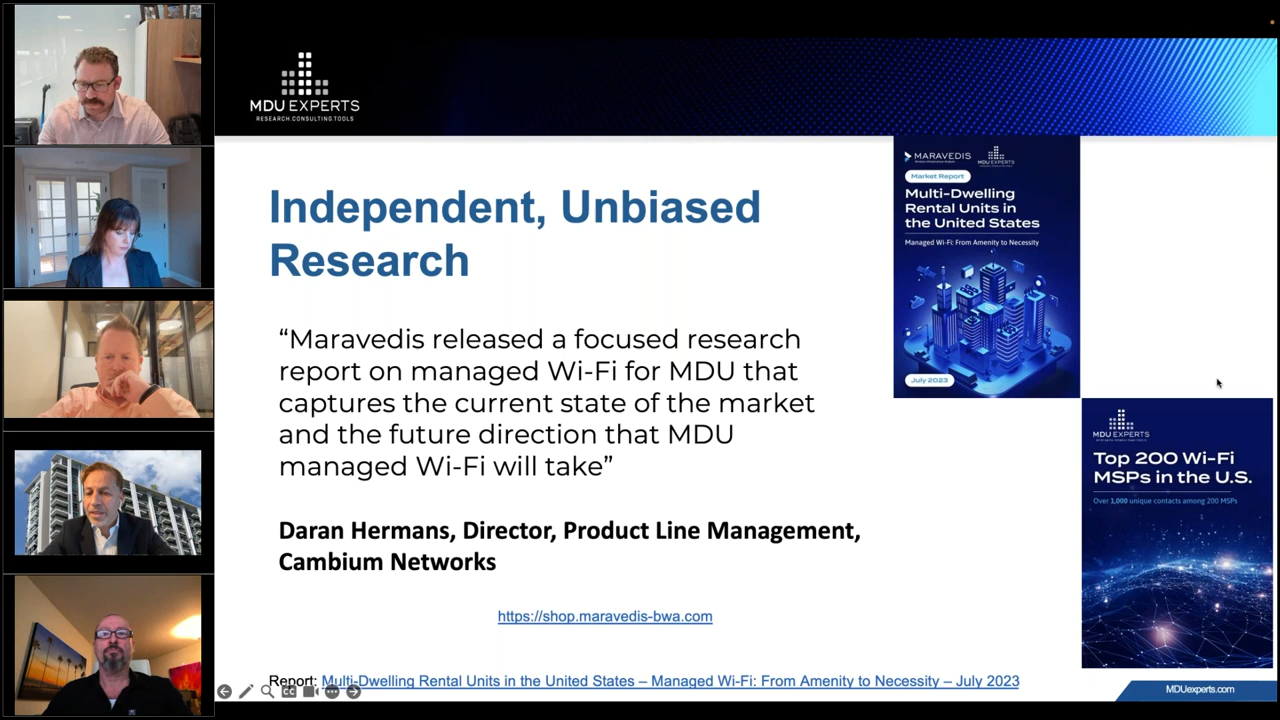 MDU EXPERTS
RESEARCH.CONSULTING.TOOLS
Independent, Unbiased
Research
“Maravedis released a focused research
report on managed Wi-Fi for MDU that
captures the current state of the market
and the future direction that MDU
managed Wi-Fi will take”
Daran Hermans, Director, Product Line Management,
Cambium Networks
https://shop.maravedis-bwa.com
Report: Multi-Dwelling Rental Units in the United States – Managed Wi-Fi: From Amenity to Necessity – July 2023
MARAVEDIS
MDU EXPERTS
Market Report
Multi-Dwelling
Rental Units in
the United States
Managed Wi-Fi: From Amenity to Necessity
July 2023
MDU EXPERTS
Top 200 Wi-Fi
MSPs in the U.S.
Over 1,000 unique contacts among 200 MSPs
CC
MDUexperts.com